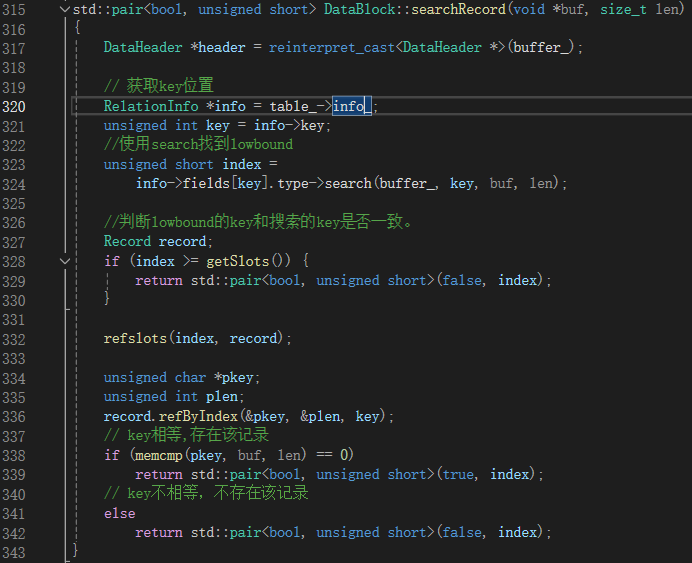 315 std::pair<bool, unsigned short> DataBlock::searchRecord(void *buf, size_t len)
316 {
317     DataHeader *header = reinterpret_cast<DataHeader *>(buffer_);
318
319     // 获取key位置
320     RelationInfo *info = table_->info_;
321     unsigned int key = info->key;
322     //使用search找到lowbound
323     unsigned short index =
324         info->fields[key].type->search(buffer_, key, buf, len);
325
326     //判断lowbound的key和搜索的key是否一致。
327     Record record;
328     if (index >= getSlots()) {
329         return std::pair<bool, unsigned short>(false, index);
330     }
331
332     refslots(index, record);
333
334     unsigned char *pkey;
335     unsigned int plen;
336     record.refByIndex(&pkey, &plen, key);
337     // key相等,存在该记录
338     if (memcmp(pkey, buf, len) == 0)
339         return std::pair<bool, unsigned short>(true, index);
340     // key不相等，不存在该记录
341     else
342         return std::pair<bool, unsigned short>(false, index);
343 }